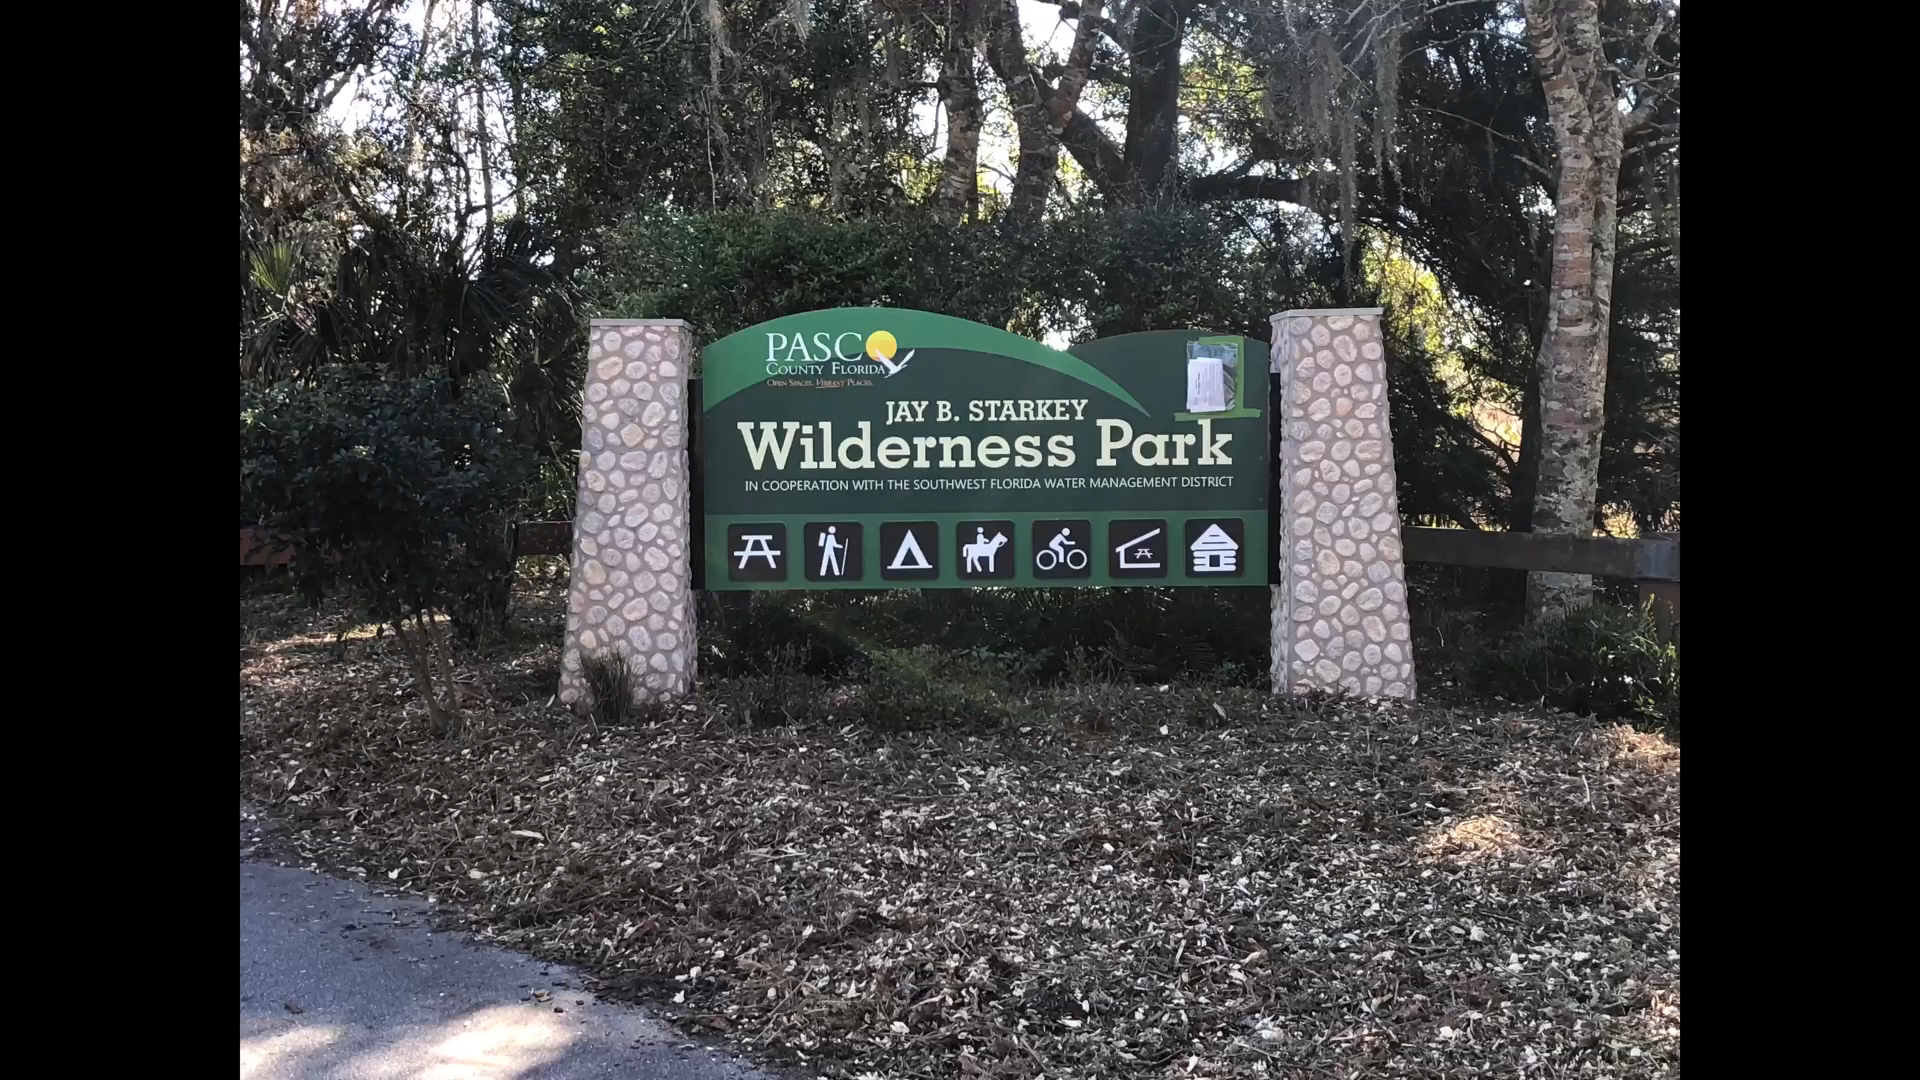 PASCO
COUNTY FLORIDA
OPEN SPACES. VIBRANT PLACES.
JAY B. STARKEY
Wilderness Park
IN COOPERATION WITH THE SOUTHWEST FLORIDA WATER MANAGEMENT DISTRICT